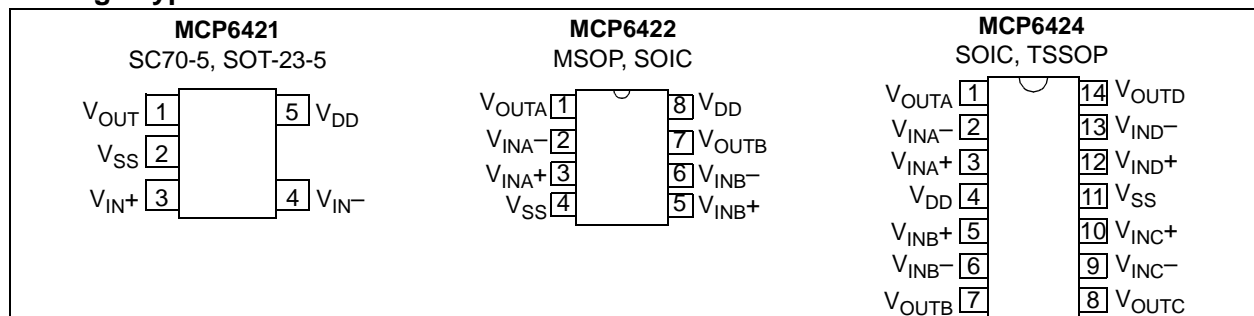 MCP6421
SC70-5, SOT-23-5
VOUT 1 5 VDD
VSS 2
VIN+ 3 4 VIN–
MCP6422
MSOP, SOIC
VOUTA 1 8 VDD
VINA– 2 7 VOUTB
VINA+ 3 6 VINB–
VSS 4 5 VINB+
MCP6424
SOIC, TSSOP
VOUTA 1 14 VOUTD
VINA– 2 13 VIND–
VINA+ 3 12 VIND+
VDD 4 11 VSS
VINB+ 5 10 VINC+
VINB– 6 9 VINC–
VOUTB 7 8 VOUTC